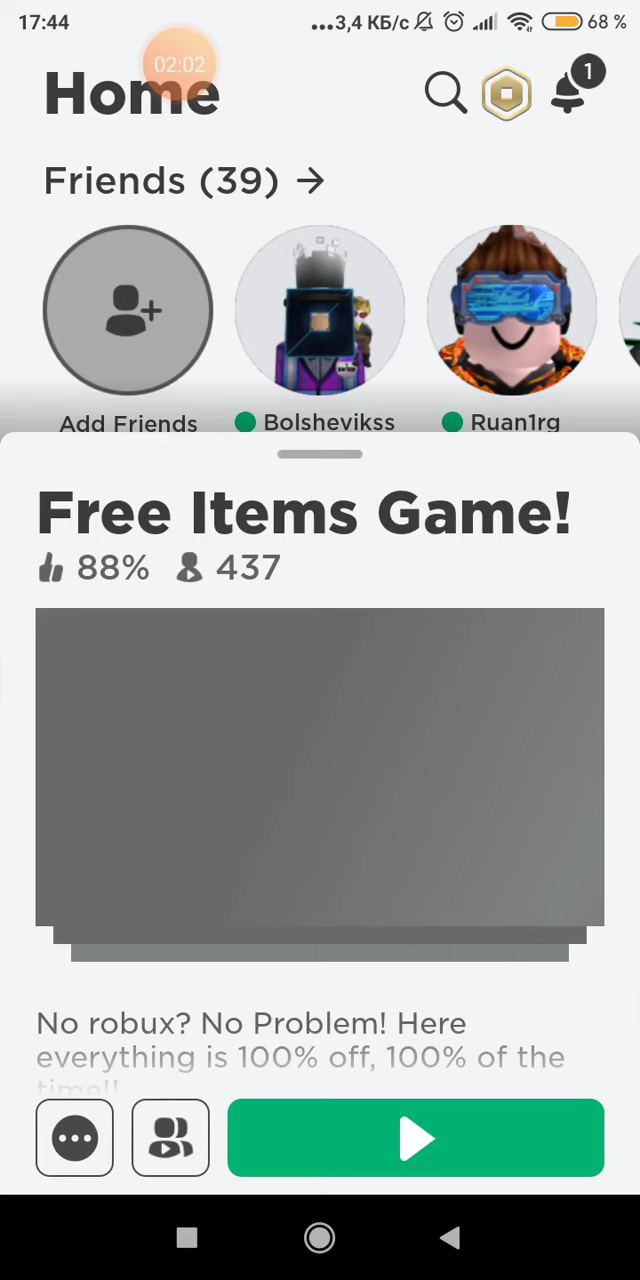 17:44
...3,4 КБ/с
68 %
02:02
Home
1
Friends (39) →
Add Friends
Bolshevikss
Ruan1rg
Free Items Game!
88%
437
No robux? No Problem! Here
everything is 100% off, 100% of the
time!!